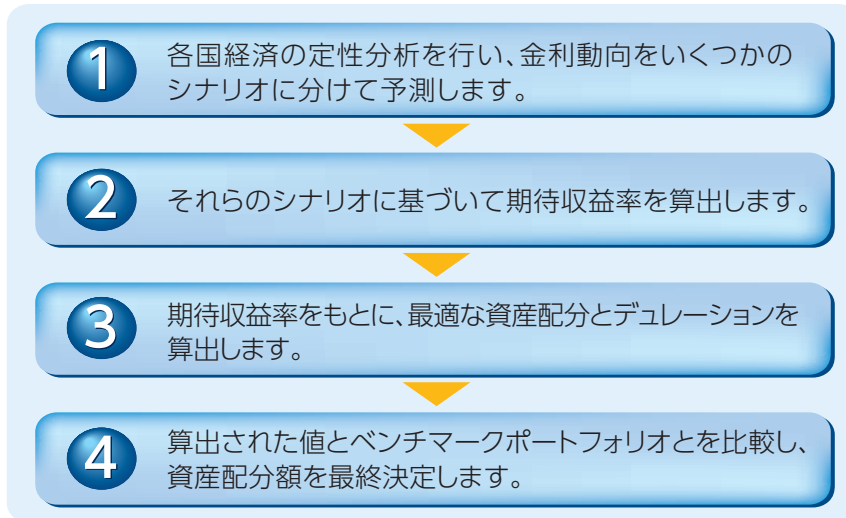 1
各国経済の定性分析を行い、金利動向をいくつかの
シナリオに分けて予測します。
2
それらのシナリオに基づいて期待収益率を算出します。
3
期待収益率をもとに、最適な資産配分とデュレーションを
算出します。
4
算出された値とベンチマークポートフォリオとを比較し、
資産配分額を最終決定します。